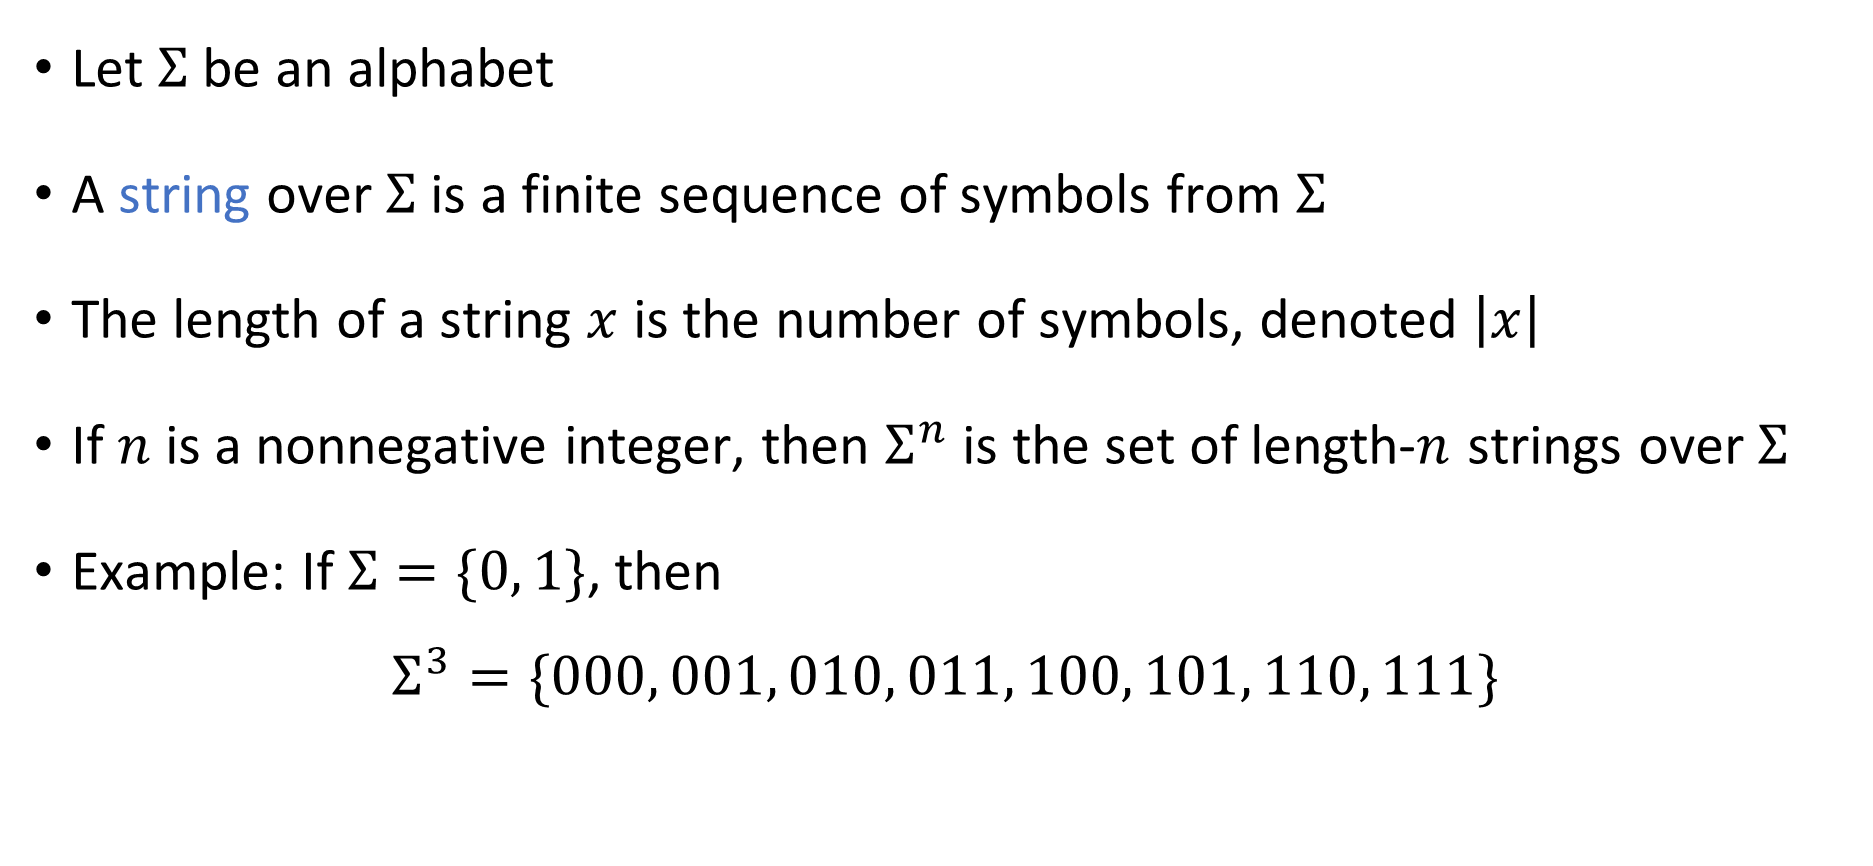 • Let Σ be an alphabet
• A string over Σ is a finite sequence of symbols from Σ
• The length of a string 𝑥 is the number of symbols, denoted |𝑥|
• If 𝑛 is a nonnegative integer, then Σⁿ is the set of length-𝑛 strings over Σ
• Example: If Σ = {0, 1}, then
Σ³ = {000, 001, 010, 011, 100, 101, 110, 111}